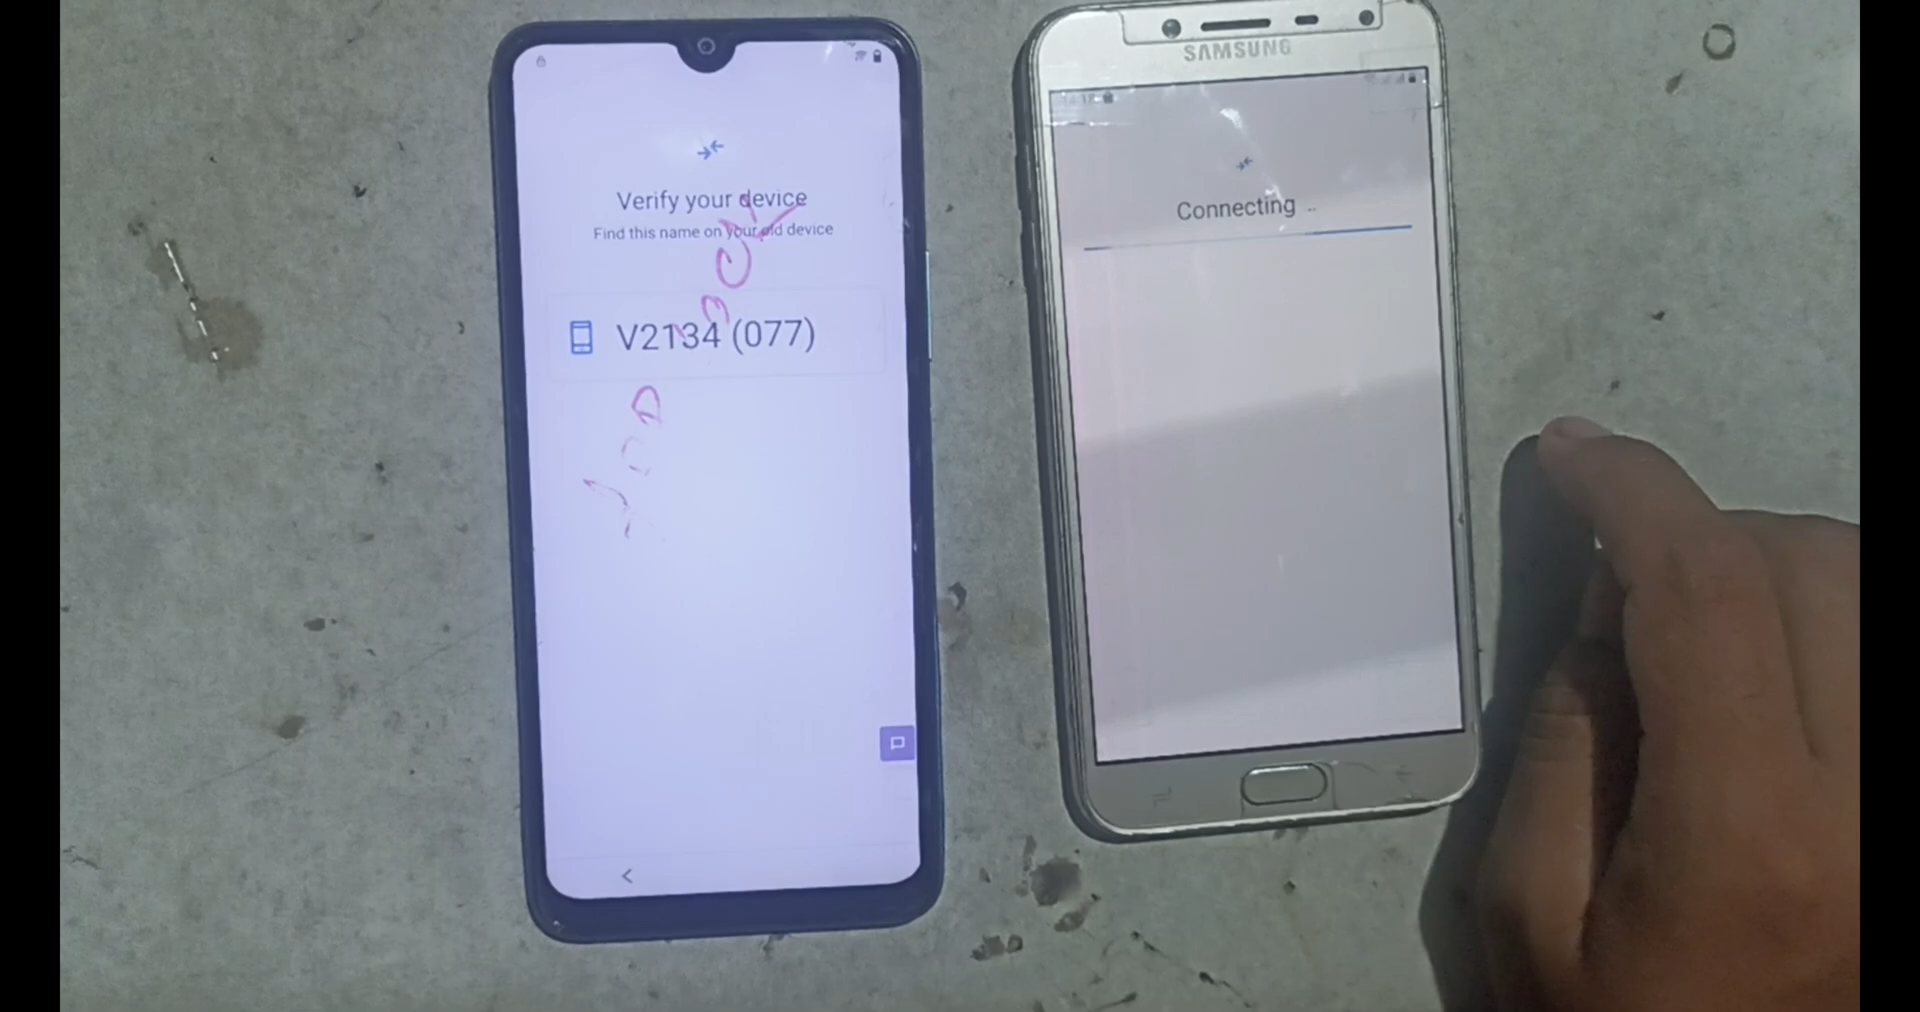 Verify your device
Find this name on your old device
V2134 (077)
SAMSUNG
Connecting ..